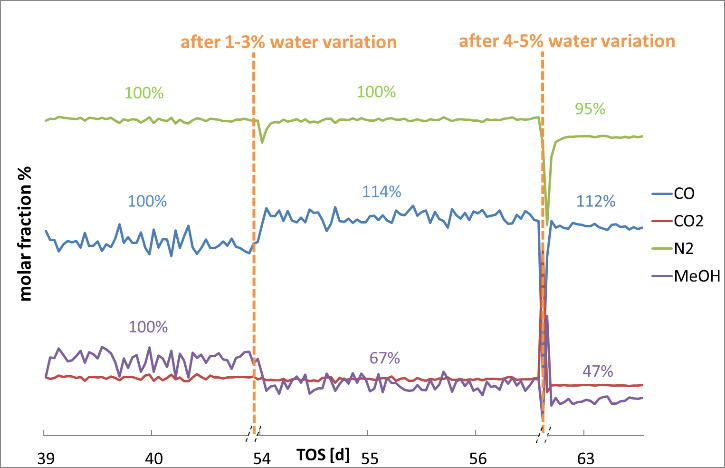 after 1-3% water variation
after 4-5% water variation
100%
100%
95%
100%
114%
112%
100%
67%
47%
molar fraction %
CO
CO2
N2
MeOH
39
40
54
TOS [d]
55
56
63